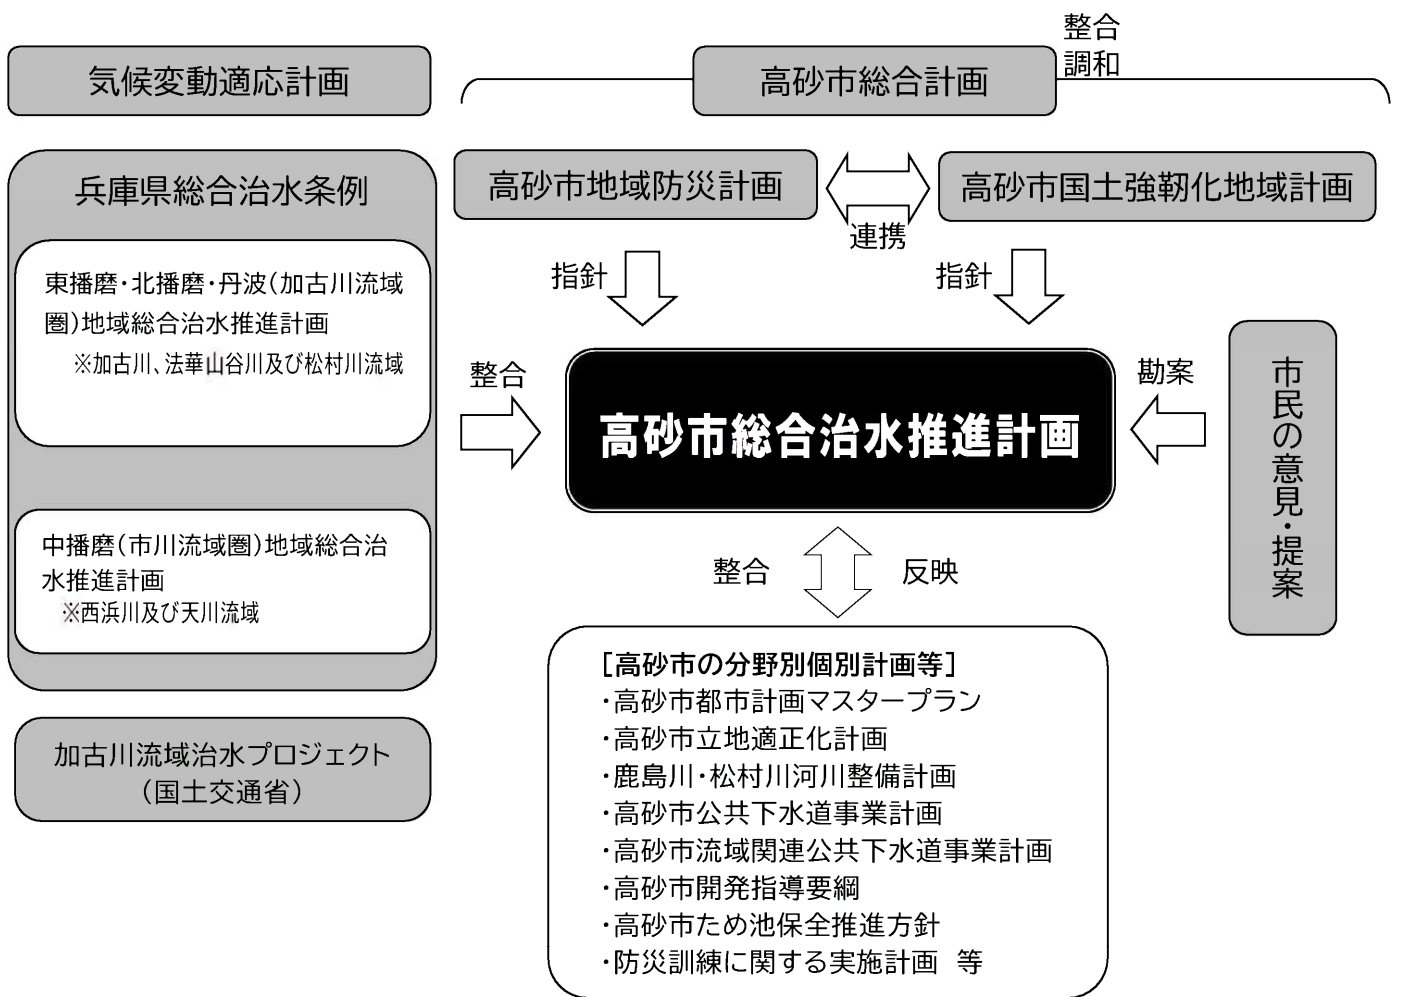 整合
調和
気候変動適応計画
高砂市総合計画
兵庫県総合治水条例
東播磨・北播磨・丹波（加古川流域
圏）地域総合治水推進計画
※加古川、法華山谷川及び松村川流域
中播磨（市川流域圏）地域総合治
水推進計画
※西浜川及び天川流域
加古川流域治水プロジェクト
（国土交通省）
高砂市地域防災計画
連携
高砂市国土強靭化地域計画
指針
指針
整合
高砂市総合治水推進計画
勘案
市民の意見・提案
整合
反映
［高砂市の分野別個別計画等］
・高砂市都市計画マスタープラン
・高砂市立地適正化計画
・鹿島川・松村川河川整備計画
・高砂市公共下水道事業計画
・高砂市流域関連公共下水道事業計画
・高砂市開発指導要綱
・高砂市ため池保全推進方針
・防災訓練に関する実施計画　等